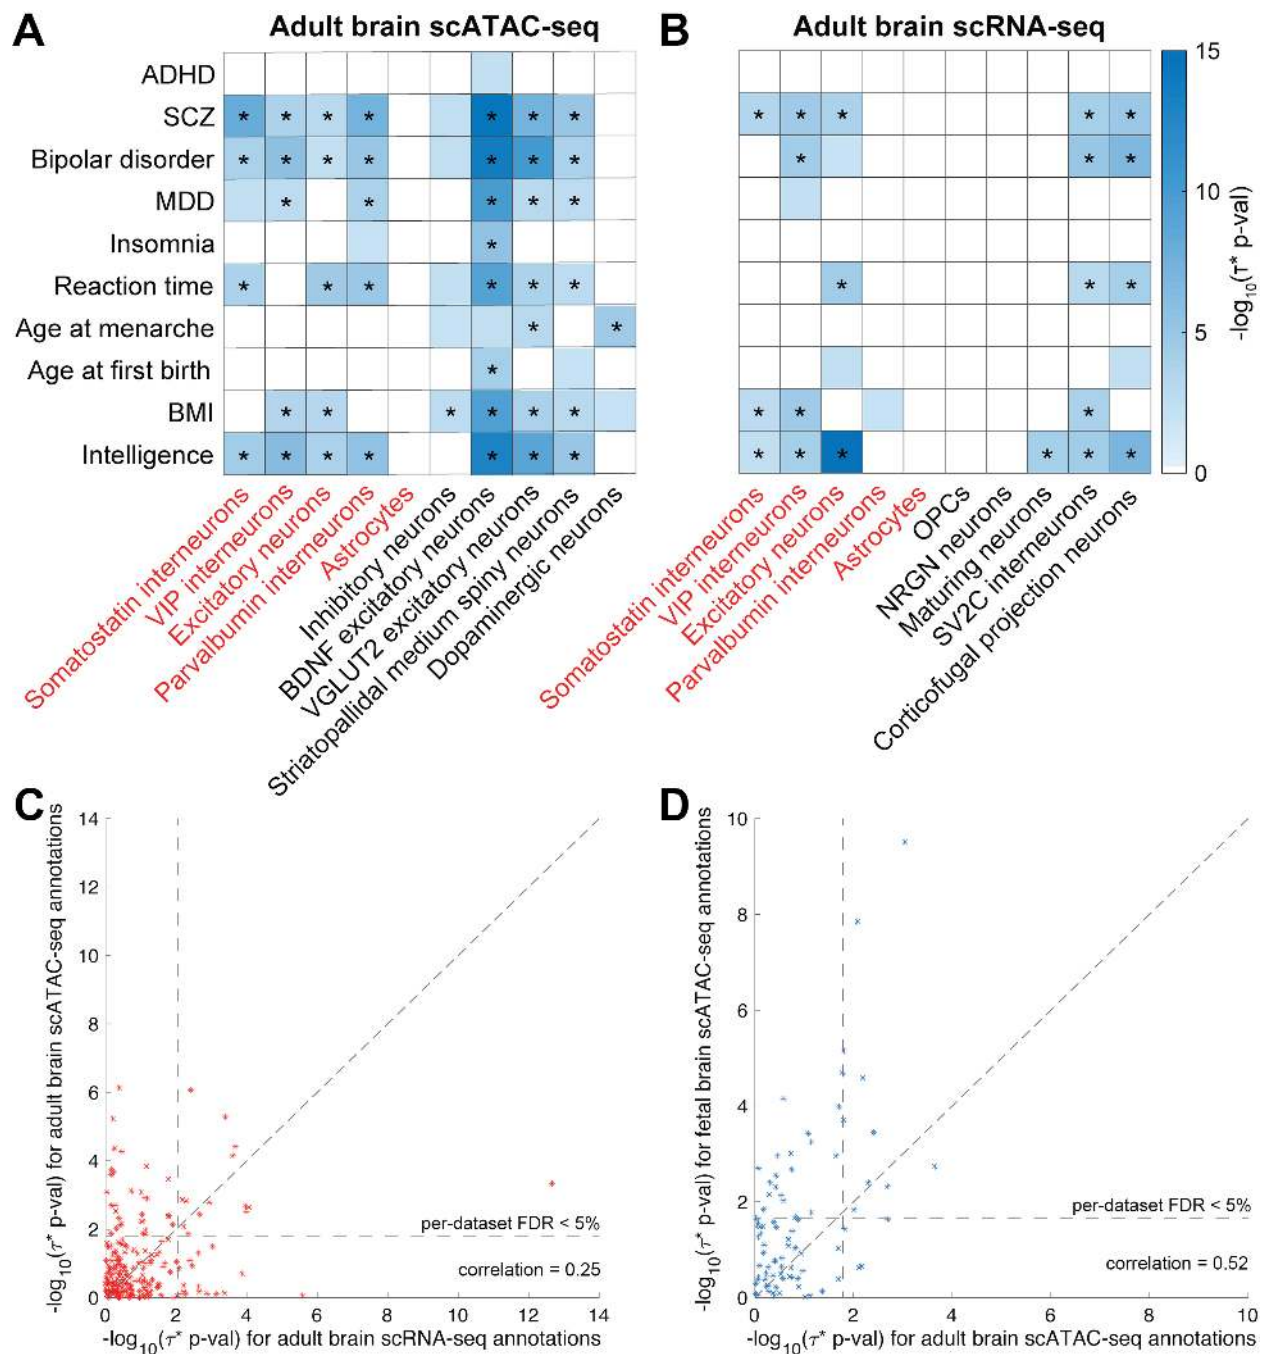 A
Adult brain scATAC-seq
B
Adult brain scRNA-seq
ADHD
SCZ
Bipolar disorder
MDD
Insomnia
Reaction time
Age at menarche
Age at first birth
BMI
Intelligence
15
10
5
0
-log10(τ* p-val)
Somatostatin interneurons
VIP interneurons
Excitatory neurons
Parvalbumin interneurons
Astrocytes
Inhibitory neurons
BDNF excitatory neurons
VGLUT2 excitatory neurons
Striatopallidal medium spiny neurons
Dopaminergic neurons
Somatostatin interneurons
VIP interneurons
Excitatory neurons
Parvalbumin interneurons
Astrocytes
OPCs
NRGN neurons
Maturing neurons
SV2C interneurons
Corticofugal projection neurons
C
-log10(τ* p-val) for adult brain scATAC-seq annotations
14
12
10
8
6
4
2
0
per-dataset FDR < 5%
correlation = 0.25
0 2 4 6 8 10 12 14
-log10(τ* p-val) for adult brain scRNA-seq annotations
D
-log10(τ* p-val) for fetal brain scATAC-seq annotations
10
8
6
4
2
0
per-dataset FDR < 5%
correlation = 0.52
0 2 4 6 8 10
-log10(τ* p-val) for adult brain scATAC-seq annotations